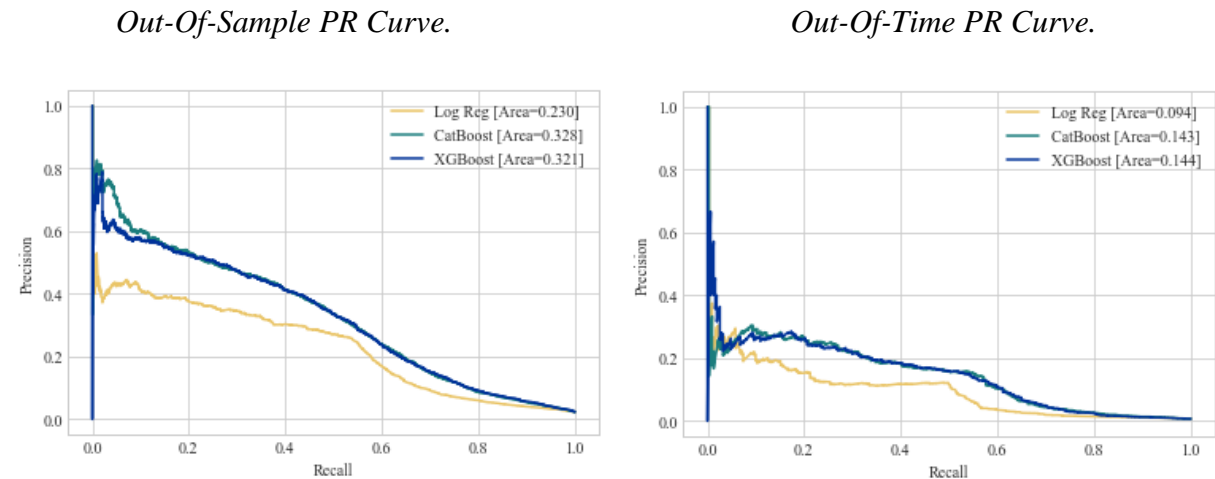 Out-Of-Sample PR Curve.
Out-Of-Time PR Curve.
1.0
0.8
0.6
0.4
0.2
0.0
Precision
Log Reg [Area=0.230]
CatBoost [Area=0.328]
XGBoost [Area=0.321]
0.0 0.2 0.4 0.6 0.8 1.0
Recall
1.0
0.8
0.6
0.4
0.2
0.0
Precision
Log Reg [Area=0.094]
CatBoost [Area=0.143]
XGBoost [Area=0.144]
0.0 0.2 0.4 0.6 0.8 1.0
Recall